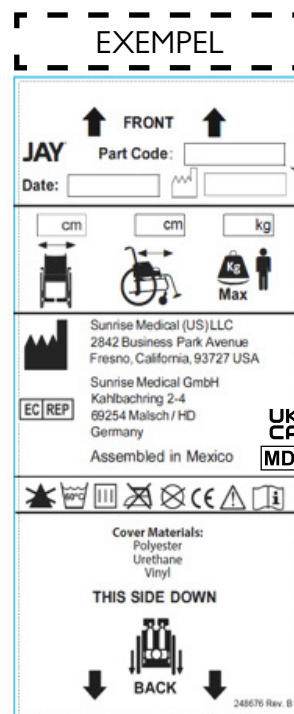 EXEMPEL
FRONT
JAY Part Code:
Date:
cm cm kg
Kg
Max
Sunrise Medical (US) LLC
2842 Business Park Avenue
Fresno, California, 93727 USA
Sunrise Medical GmbH
Kahlbachring 2-4
69254 Malsch / HD
Germany
EC REP
UK
CA
Assembled in Mexico
MD
60°C
CE
i
Cover Materials:
Polyester
Urethane
Vinyl
THIS SIDE DOWN
BACK
248676 Rev. B